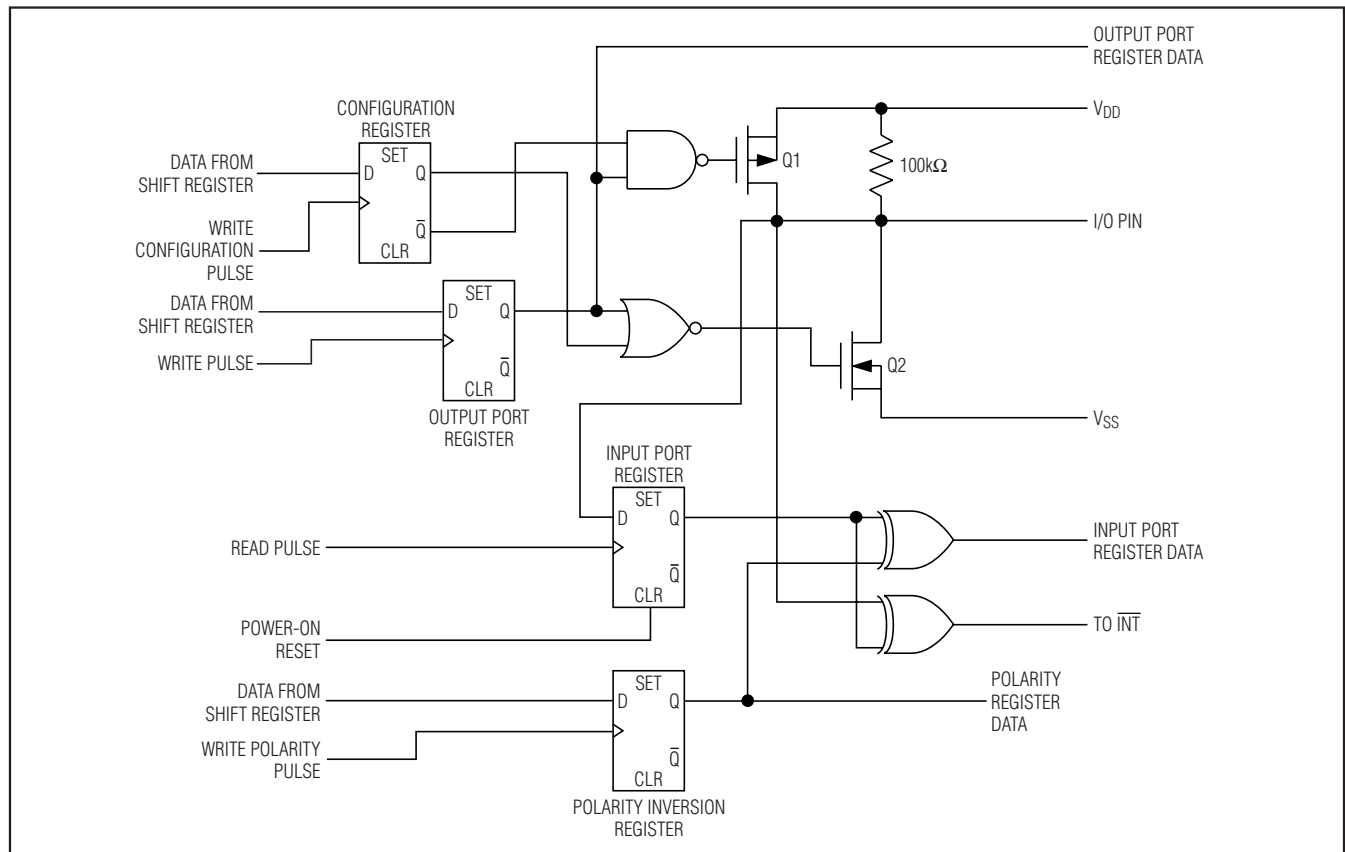 OUTPUT PORT
REGISTER DATA
CONFIGURATION
REGISTER
V_DD
DATA FROM
SHIFT REGISTER
SET
D
Q
Q̅
CLR
Q1
100kΩ
WRITE
CONFIGURATION
PULSE
I/O PIN
DATA FROM
SHIFT REGISTER
SET
D
Q
Q̅
CLR
WRITE PULSE
Q2
OUTPUT PORT
REGISTER
V_SS
INPUT PORT
REGISTER
SET
D
Q
Q̅
CLR
READ PULSE
INPUT PORT
REGISTER DATA
POWER-ON
RESET
TO I̅N̅T̅
DATA FROM
SHIFT REGISTER
SET
D
Q
Q̅
CLR
POLARITY
REGISTER
DATA
WRITE POLARITY
PULSE
POLARITY INVERSION
REGISTER